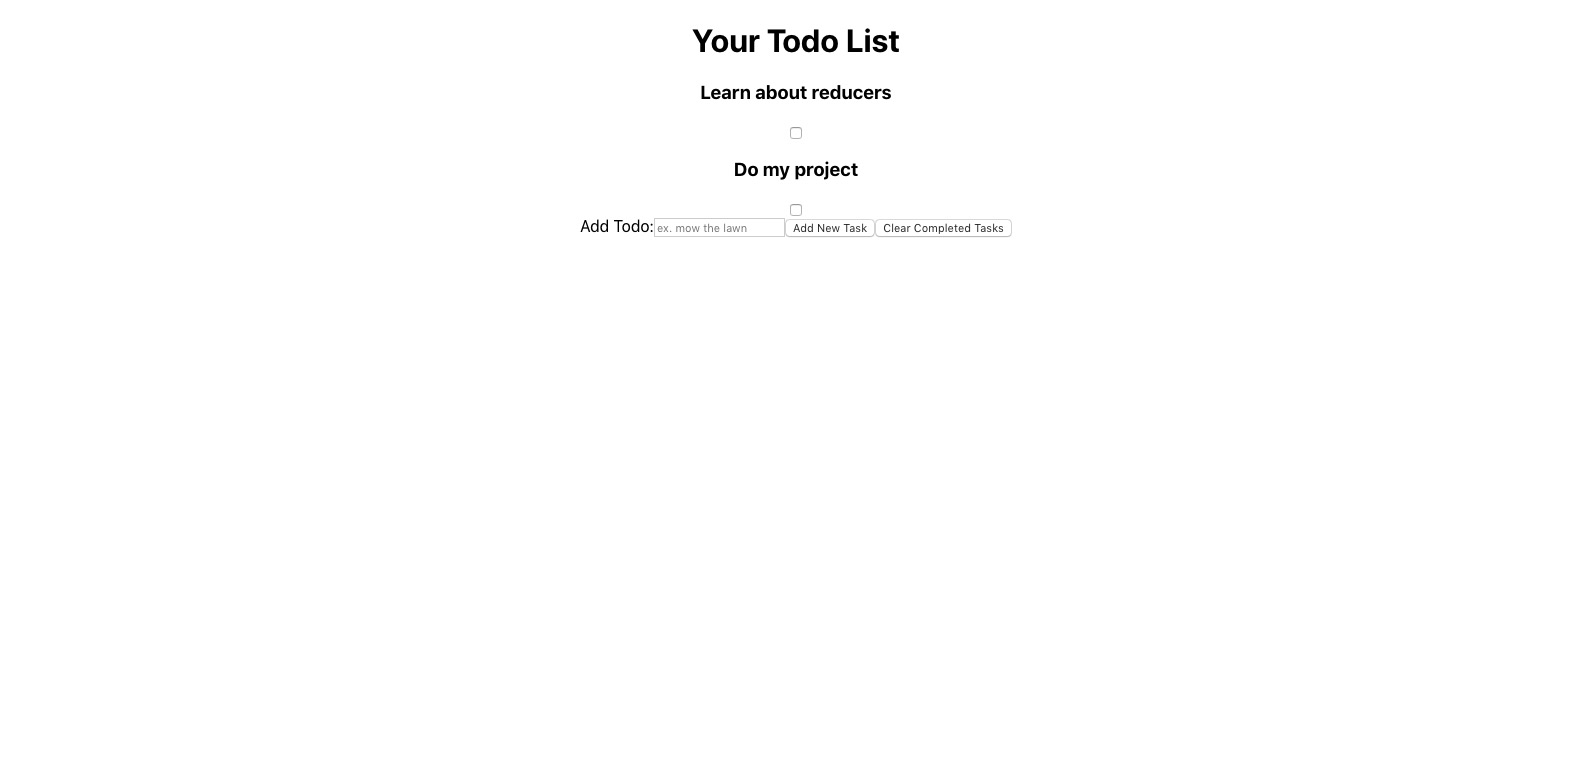 Your Todo List
Learn about reducers
Do my project
Add Todo: ex. mow the lawn Add New Task Clear Completed Tasks